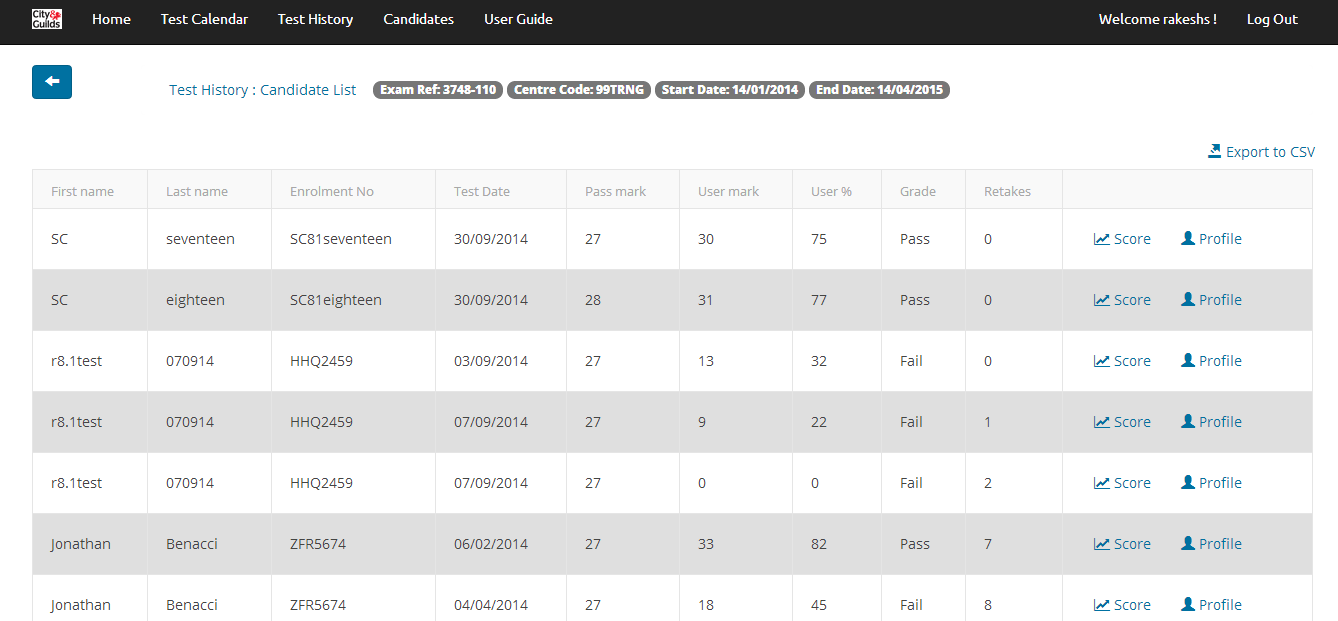 City& Guilds Home Test Calendar Test History Candidates User Guide Welcome rakeshs ! Log Out
Test History : Candidate List Exam Ref: 3748-110 Centre Code: 99TRNG Start Date: 14/01/2014 End Date: 14/04/2015
Export to CSV
First name Last name Enrolment No Test Date Pass mark User mark User % Grade Retakes
SC seventeen SC81seventeen 30/09/2014 27 30 75 Pass 0 Score Profile
SC eighteen SC81eighteen 30/09/2014 28 31 77 Pass 0 Score Profile
r8.1test 070914 HHQ2459 03/09/2014 27 13 32 Fail 0 Score Profile
r8.1test 070914 HHQ2459 07/09/2014 27 9 22 Fail 1 Score Profile
r8.1test 070914 HHQ2459 07/09/2014 27 0 0 Fail 2 Score Profile
Jonathan Benacci ZFR5674 06/02/2014 27 33 82 Pass 7 Score Profile
Jonathan Benacci ZFR5674 04/04/2014 27 18 45 Fail 8 Score Profile